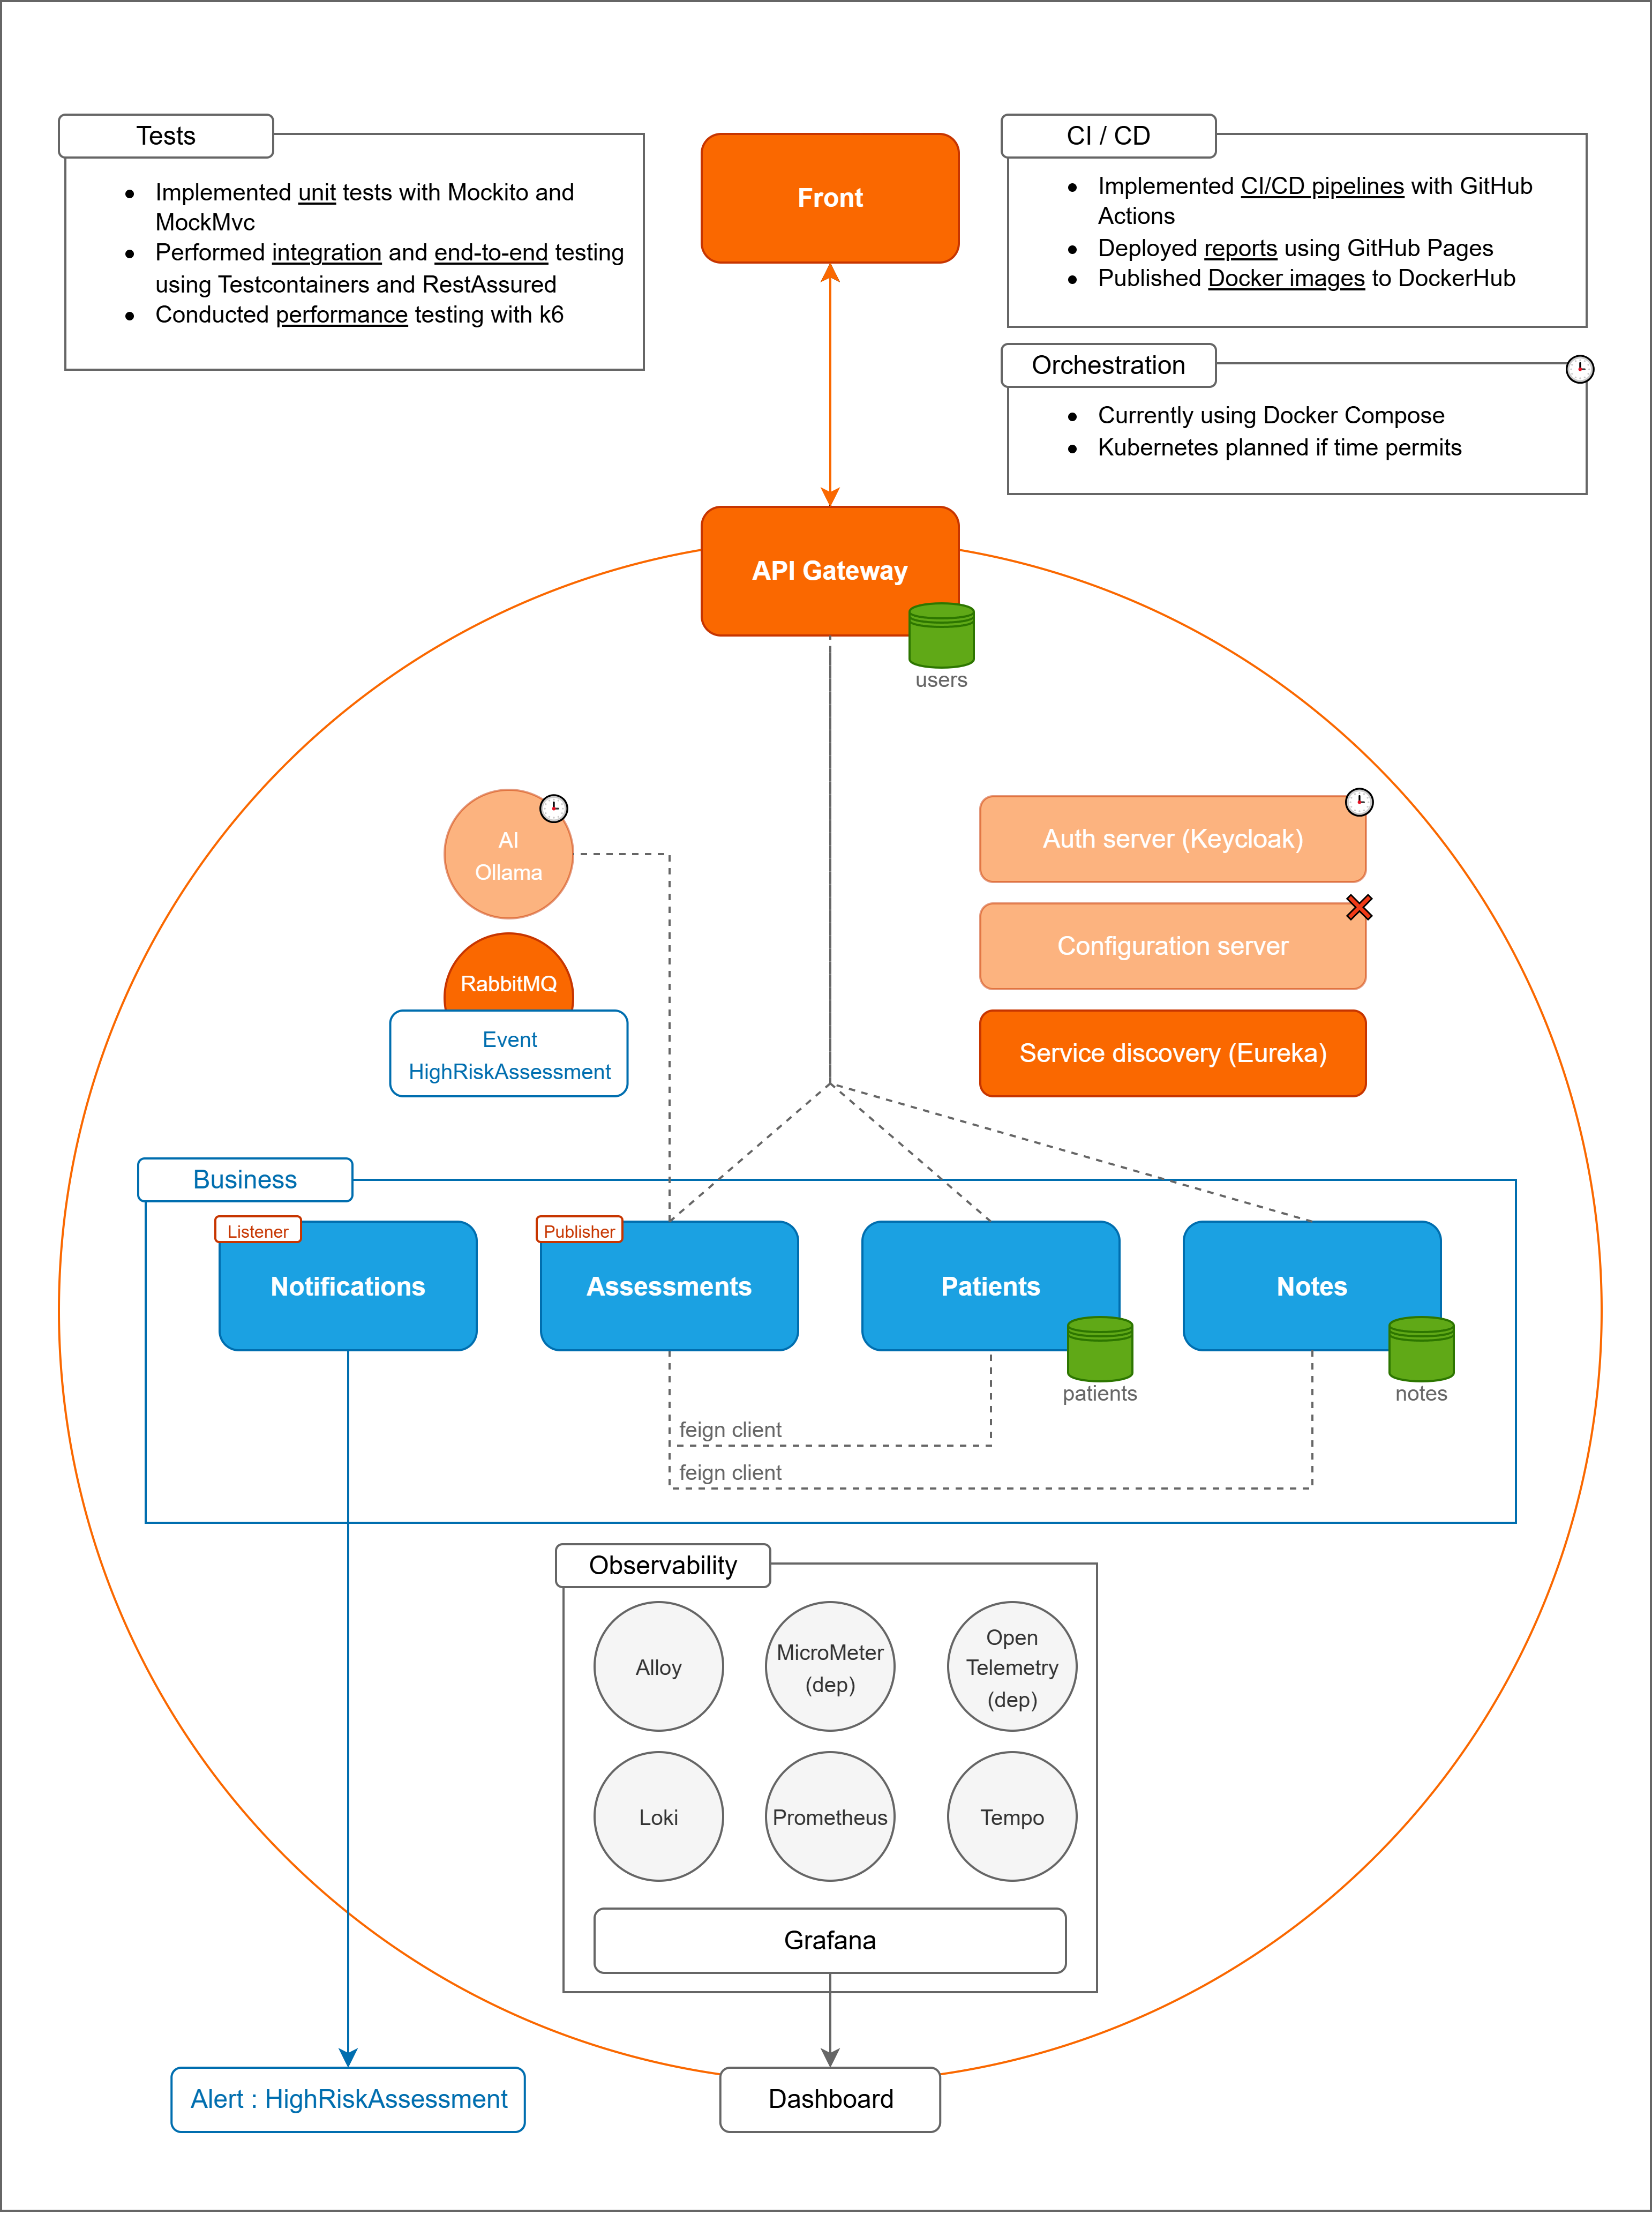 Tests
Implemented unit tests with Mockito and
MockMvc
Performed integration and end-to-end testing
using Testcontainers and RestAssured
Conducted performance testing with k6
Front
CI / CD
Implemented CI/CD pipelines with GitHub
Actions
Deployed reports using GitHub Pages
Published Docker images to DockerHub
Orchestration
Currently using Docker Compose
Kubernetes planned if time permits
API Gateway
users
AI
Ollama
RabbitMQ
Event
HighRiskAssessment
Auth server (Keycloak)
Configuration server
Service discovery (Eureka)
Business
Listener
Notifications
Publisher
Assessments
Patients
patients
Notes
notes
feign client
feign client
Observability
Alloy
MicroMeter
(dep)
Open
Telemetry
(dep)
Loki
Prometheus
Tempo
Grafana
Alert : HighRiskAssessment
Dashboard